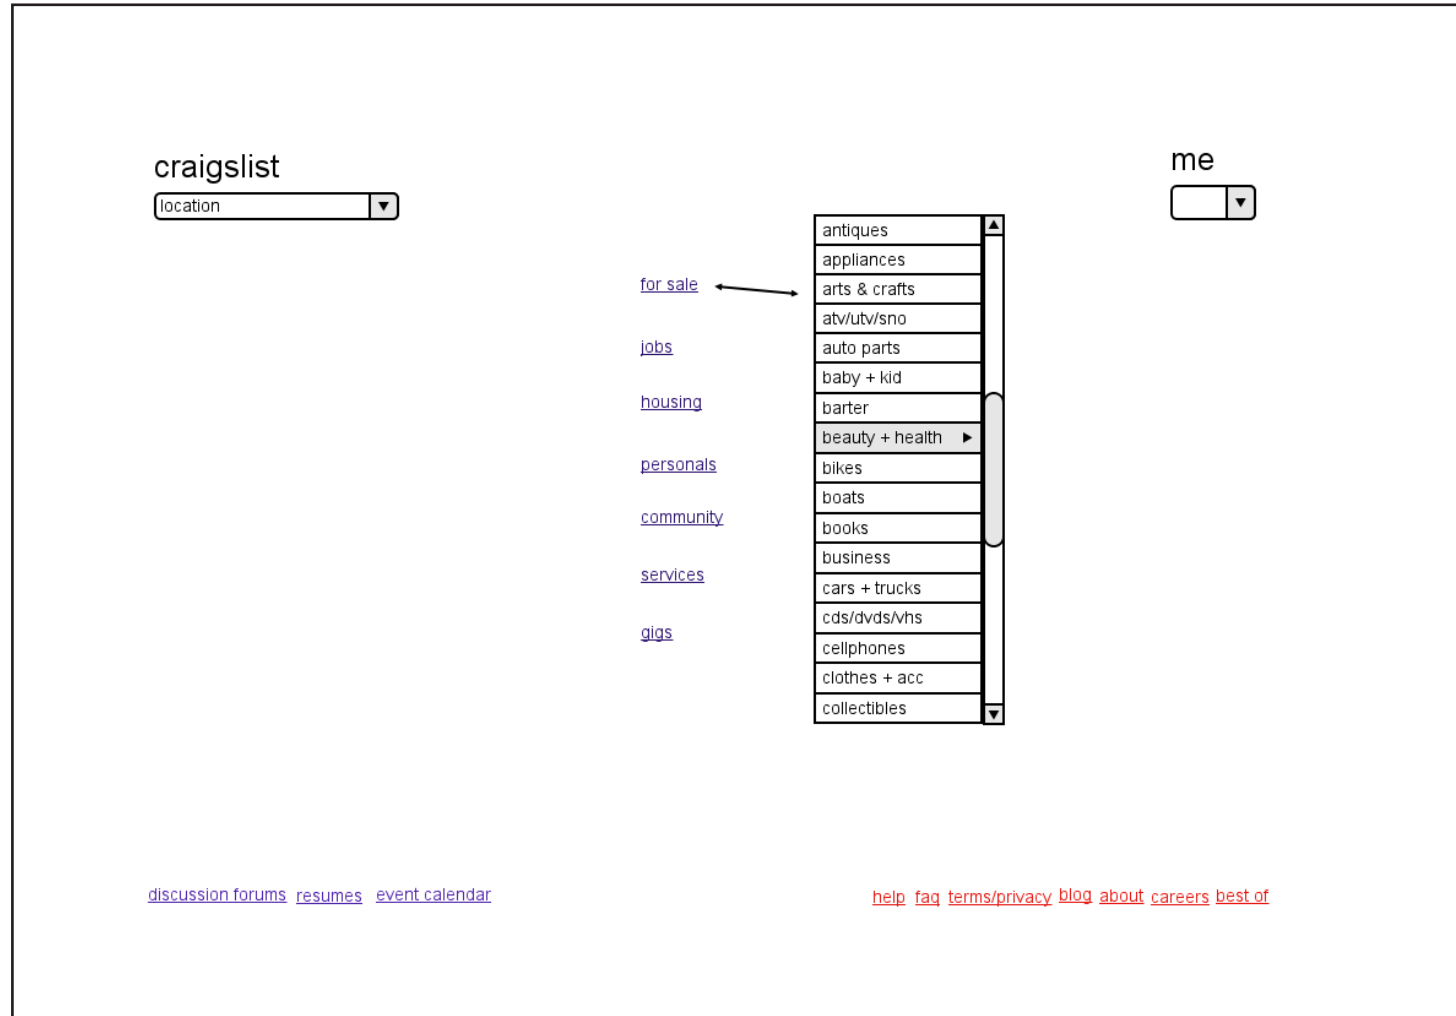 craigslist
location
me
for sale
jobs
housing
personals
community
services
gigs
antiques
appliances
arts & crafts
atv/utv/sno
auto parts
baby + kid
barter
beauty + health
bikes
boats
books
business
cars + trucks
cds/dvds/vhs
cellphones
clothes + acc
collectibles
discussion forums resumes event calendar
help faq terms/privacy blog about careers best of